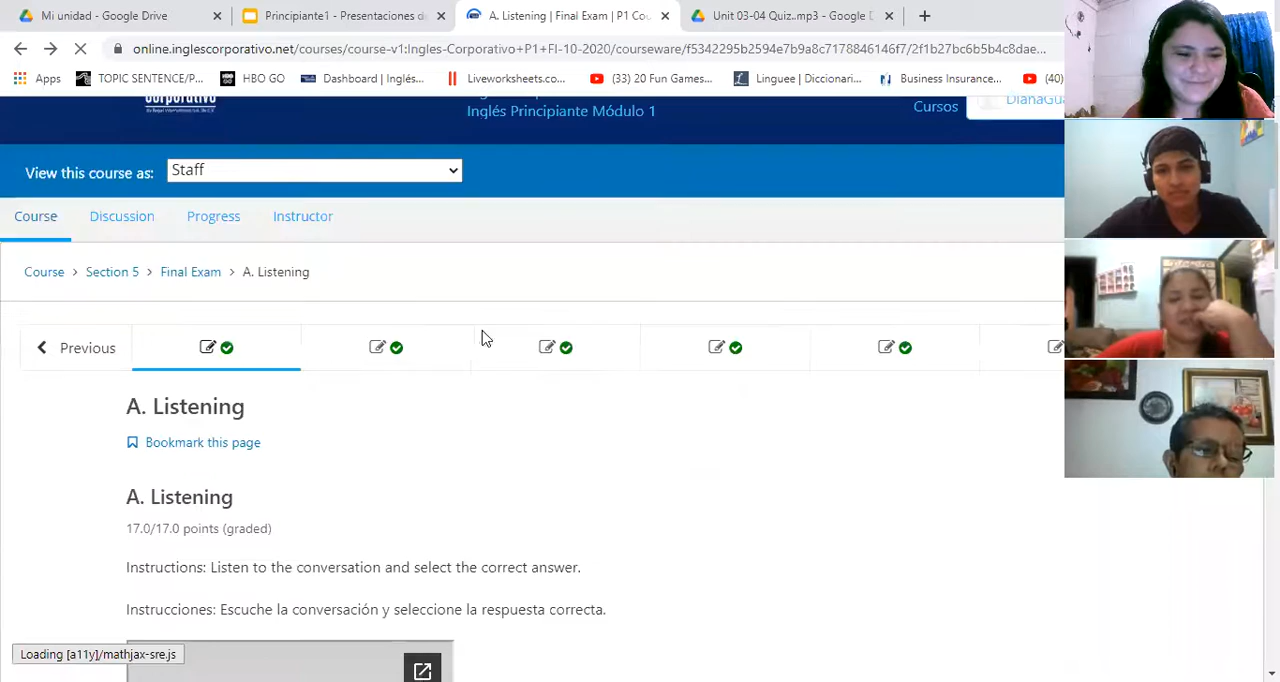 Mi unidad - Google Drive
Principiante1 - Presentaciones de
A. Listening | Final Exam | P1 Cou
Unit 03-04 Quiz..mp3 - Google D
online.inglescorporativo.net/courses/course-v1:Ingles-Corporativo+P1+FI-10-2020/courseware/f5342295b2594e7b9a8c7178846146f7/2f1b27bc6b5b4c8dae...
Apps TOPIC SENTENCE/P... HBO GO Dashboard | Inglés... Liveworksheets.co... (33) 20 Fun Games... Linguee | Diccionari... Business Insurance... (40)
corporativo
Inglés Principiante Módulo 1
Cursos
DianaGua
View this course as: Staff
Course Discussion Progress Instructor
Course > Section 5 > Final Exam > A. Listening
Previous
A. Listening
Bookmark this page
A. Listening
17.0/17.0 points (graded)
Instructions: Listen to the conversation and select the correct answer.
Instrucciones: Escuche la conversación y seleccione la respuesta correcta.
Loading [a11y]/mathjax-sre.js